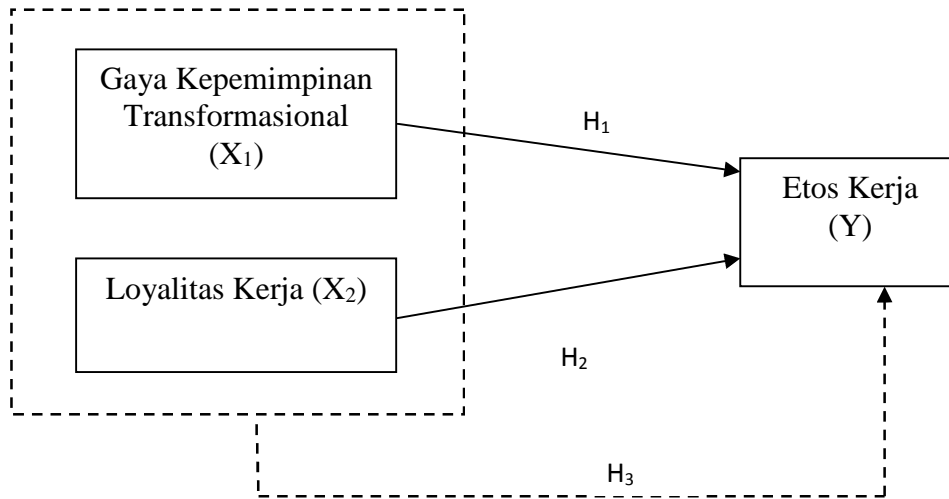 Gaya Kepemimpinan
Transformasional
(X₁)
H₁
Etos Kerja
(Y)
Loyalitas Kerja (X₂)
H₂
H₃